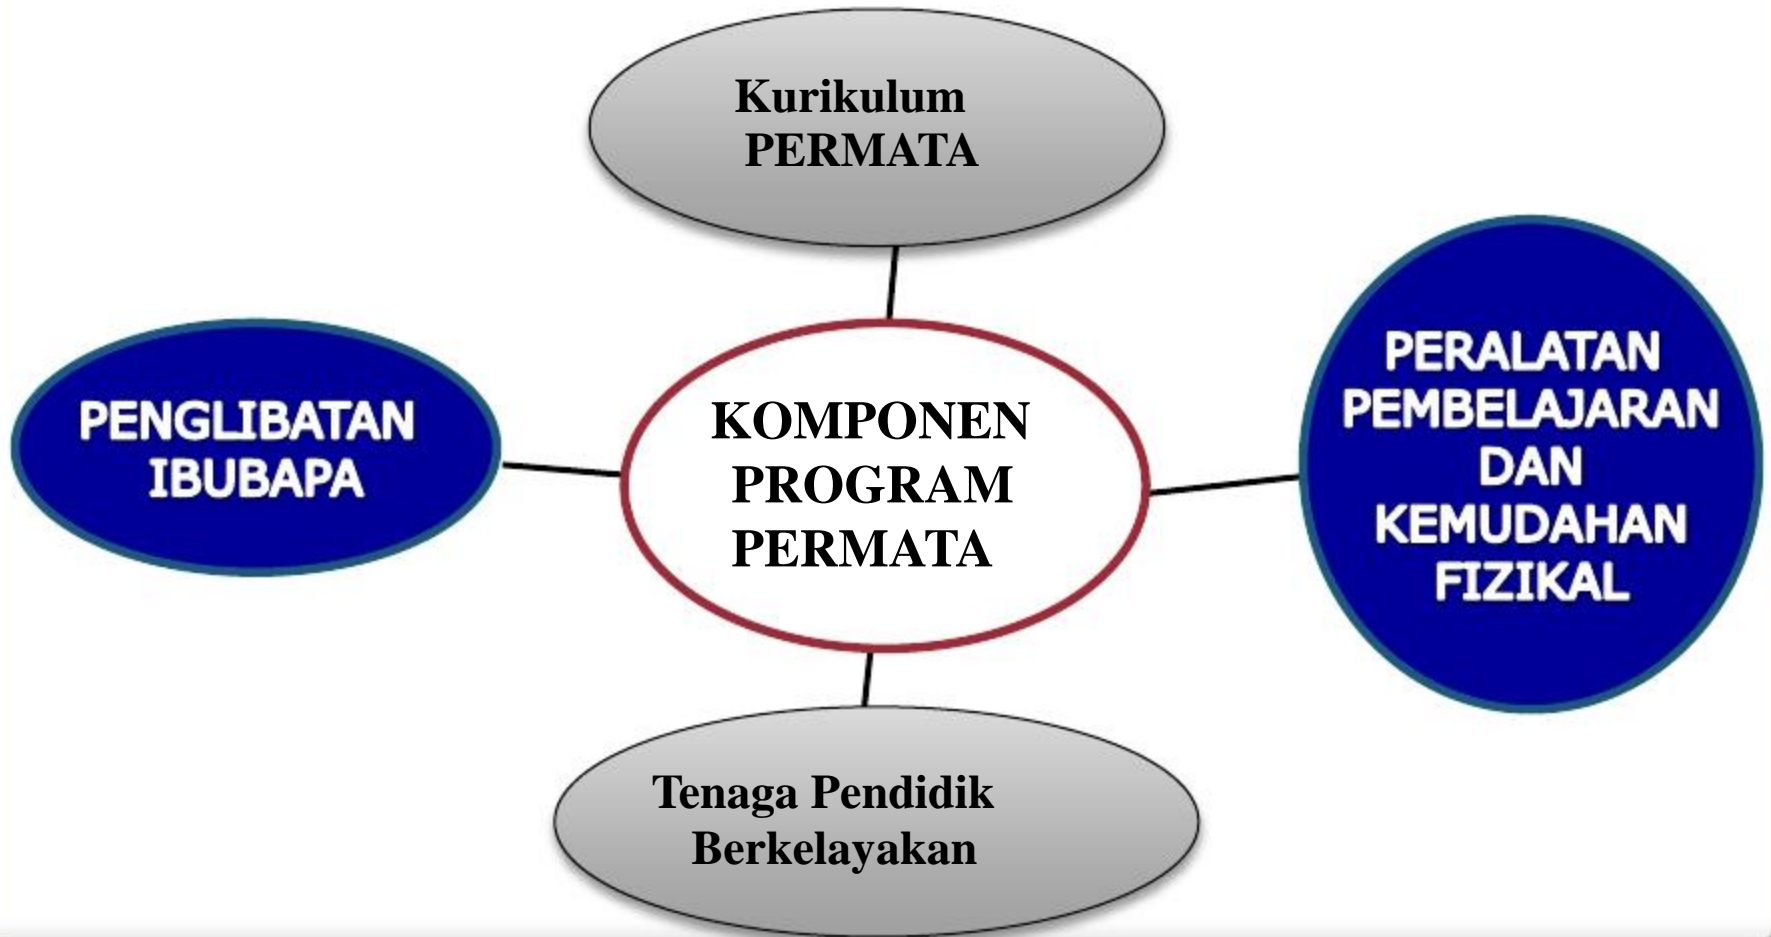 Kurikulum
PERMATA
PENGLIBATAN
IBUBAPA
KOMPONEN
PROGRAM
PERMATA
PERALATAN
PEMBELAJARAN
DAN
KEMUDAHAN
FIZIKAL
Tenaga Pendidik
Berkelayakan